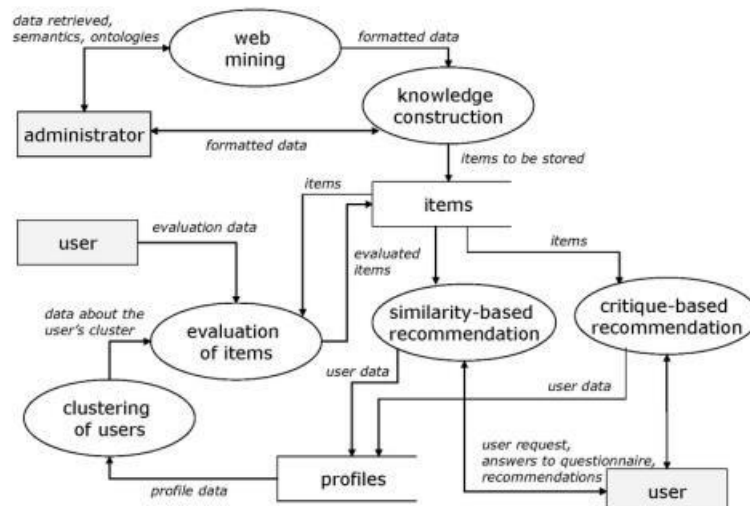 data retrieved,
semantics, ontologies
web
mining
formatted data
knowledge
construction
administrator
formatted data
items to be stored
items
items
user
evaluation data
evaluated
items
items
data about the
user's cluster
evaluation
of items
similarity-based
recommendation
critique-based
recommendation
user data
user data
clustering
of users
user request,
answers to questionnaire,
recommendations
profile data
profiles
user